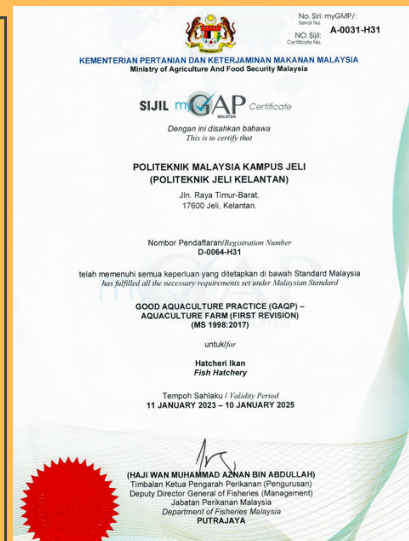 No. Siri: myGMP/:
Serial No.
A-0031-H31
NO. Sijil:
Certificate No.
KEMENTERIAN PERTANIAN DAN KETERJAMINAN MAKANAN MALAYSIA
Ministry of Agriculture And Food Security Malaysia
SIJIL myGAP Certificate
MALAYSIA
Dengan ini disahkan bahawa
This is to certify that
POLITEKNIK MALAYSIA KAMPUS JELI
(POLITEKNIK JELI KELANTAN)
Jln. Raya Timur-Barat,
17600 Jeli, Kelantan.
Nombor Pendaftaran/Registration Number
D-0064-H31
telah memenuhi semua keperluan yang ditetapkan di bawah Standard Malaysia
has fulfilled all the necessary requirements set under Malaysian Standard
GOOD AQUACULTURE PRACTICE (GAQP) –
AQUACULTURE FARM (FIRST REVISION)
(MS 1998:2017)
untuk/for
Hatcheri Ikan
Fish Hatchery
Tempoh Sahlaku / Validity Period
11 JANUARY 2023 – 10 JANUARY 2025
(HAJI WAN MUHAMMAD AZNAN BIN ABDULLAH)
Timbalan Ketua Pengarah Perikanan (Pengurusan)
Deputy Director General of Fisheries (Management)
Jabatan Perikanan Malaysia
Department of Fisheries Malaysia
PUTRAJAYA